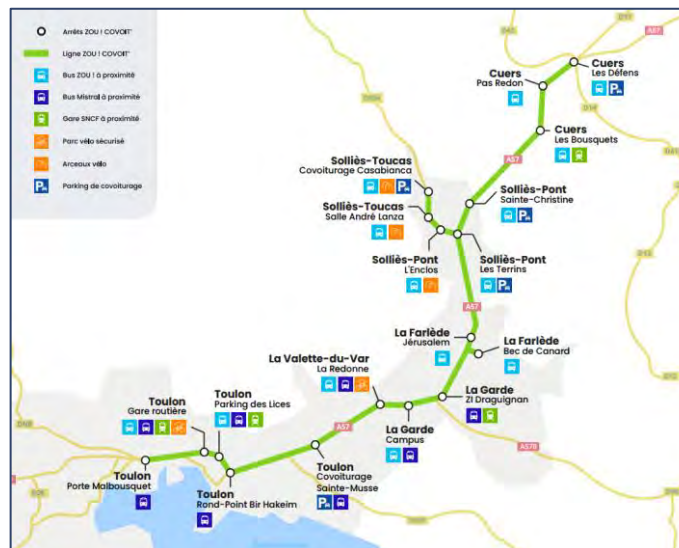 Arrêts ZOU ! COVOIT'
Ligne ZOU ! COVOIT'
Bus ZOU ! à proximité
Bus Mistral à proximité
Gare SNCF à proximité
Parc vélo sécurisé
Arceaux vélo
Parking de covoiturage
A57
Cuers
Les Défens
Cuers
Pas Redon
D14
Cuers
Les Bousquets
A57
Solliès-Toucas
Covoiturage Casabianca
Solliès-Pont
Sainte-Christine
Solliès-Toucas
Salle André Lanza
Solliès-Pont
L'Enclos
Solliès-Pont
Les Terrins
A57
La Farlède
Jérusalem
La Farlède
Bec de Canard
La Valette-du-Var
La Redonne
La Garde
ZI Draguignan
Toulon
Gare routière
Toulon
Parking des Lices
A57
La Garde
Campus
A570
Toulon
Porte Malbousquet
Toulon
Rond-Point Bir Hakeim
Toulon
Covoiturage
Sainte-Musse